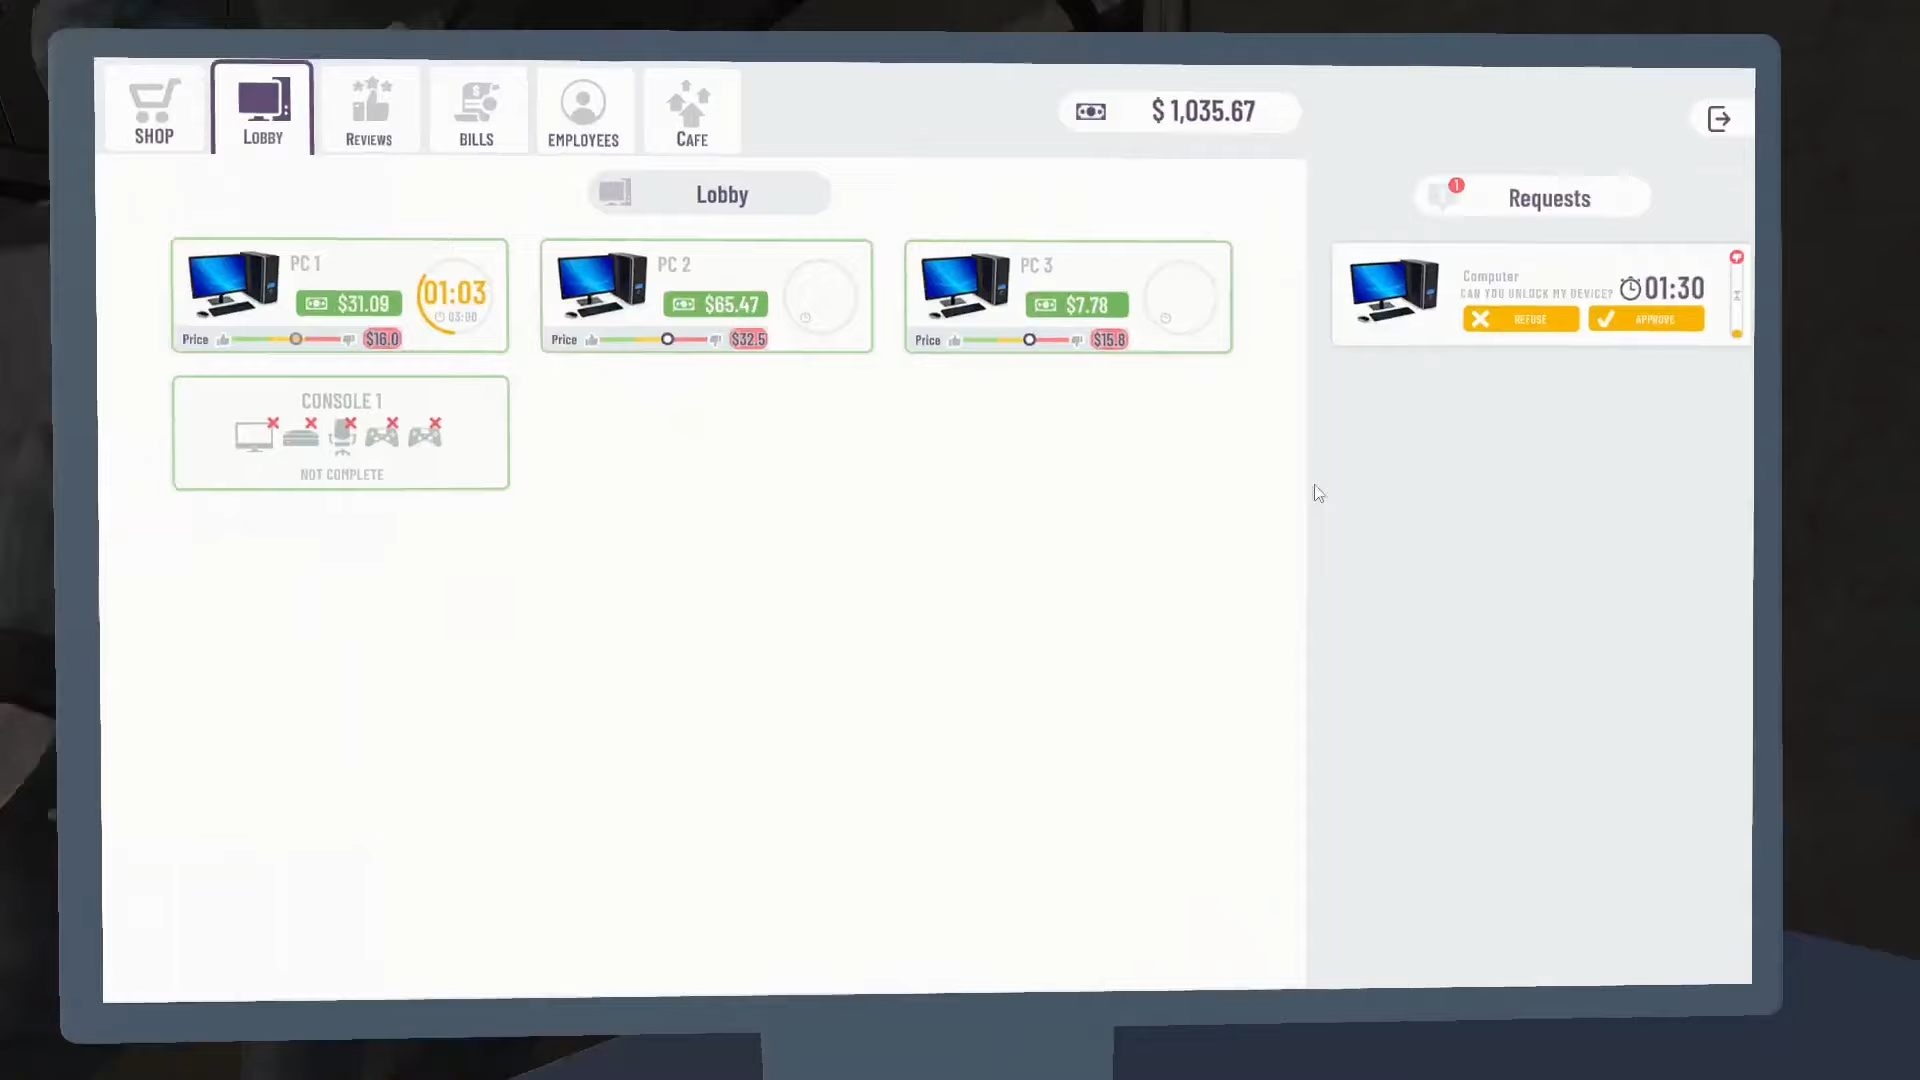 SHOP
LOBBY
REVIEWS
BILLS
EMPLOYEES
CAFE
$ 1,035.67
Lobby
1
Requests
PC 1
$31.09
01:03
03:00
Price
$16.0
PC 2
$65.47
Price
$32.5
PC 3
$7.78
Price
$15.8
Computer
CAN YOU UNLOCK MY DEVICE?
01:30
REFUSE
APPROVE
CONSOLE 1
NOT COMPLETE